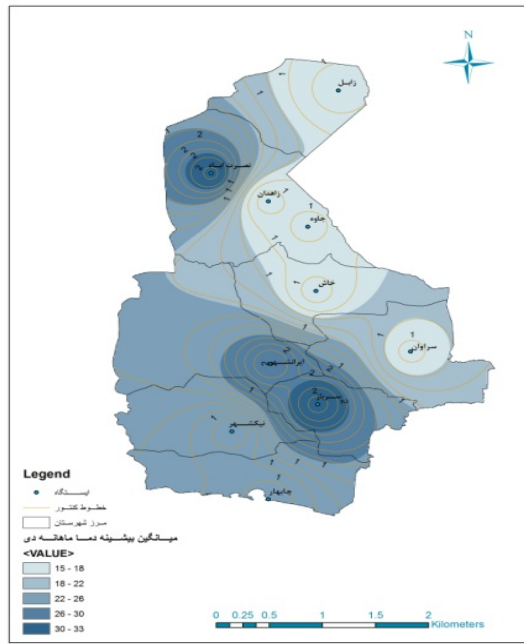 N
زابل
نصرت اباد
زاهدان
جاوه
خاش
سراوان
ایرانشهر
سرباز
نیکشهر
چابهار
Legend
ایستگاه
خطوط کنتور
مرز شهرستان
میانگین بیشینه دما ماهانه دی
<VALUE>
15 - 18
18 - 22
22 - 26
26 - 30
30 - 33
0 0.25 0.5 1 1.5 2
Kilometers